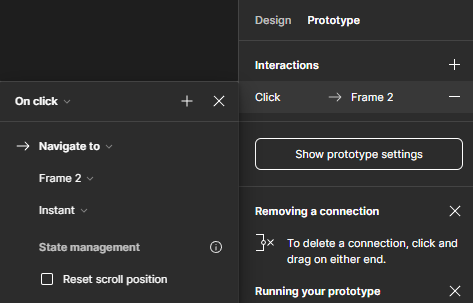 Design Prototype
Interactions
Click → Frame 2
Show prototype settings
Removing a connection
To delete a connection, click and
drag on either end.
Running your prototype
On click
→ Navigate to
Frame 2
Instant
State management
Reset scroll position